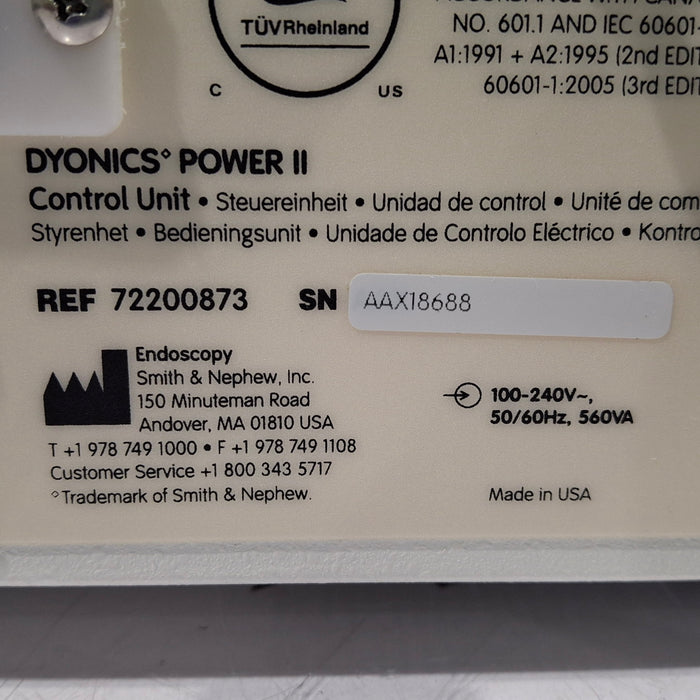 TÜVRheinland
C US
ACCORDANCE WITH
NO. 601.1 AND IEC 60601-
A1:1991 + A2:1995 (2nd EDIT
60601-1:2005 (3rd EDIT
DYONICS◇ POWER II
Control Unit • Steuereinheit • Unidad de control • Unité de com
Styrenhet • Bedieningsunit • Unidade de Controlo Eléctrico • Kontro
REF 72200873 SN AAX18688
Endoscopy
Smith & Nephew, Inc.
150 Minuteman Road
Andover, MA 01810 USA
T +1 978 749 1000 • F +1 978 749 1108
Customer Service +1 800 343 5717
◇Trademark of Smith & Nephew.
100-240V~,
50/60Hz, 560VA
Made in USA